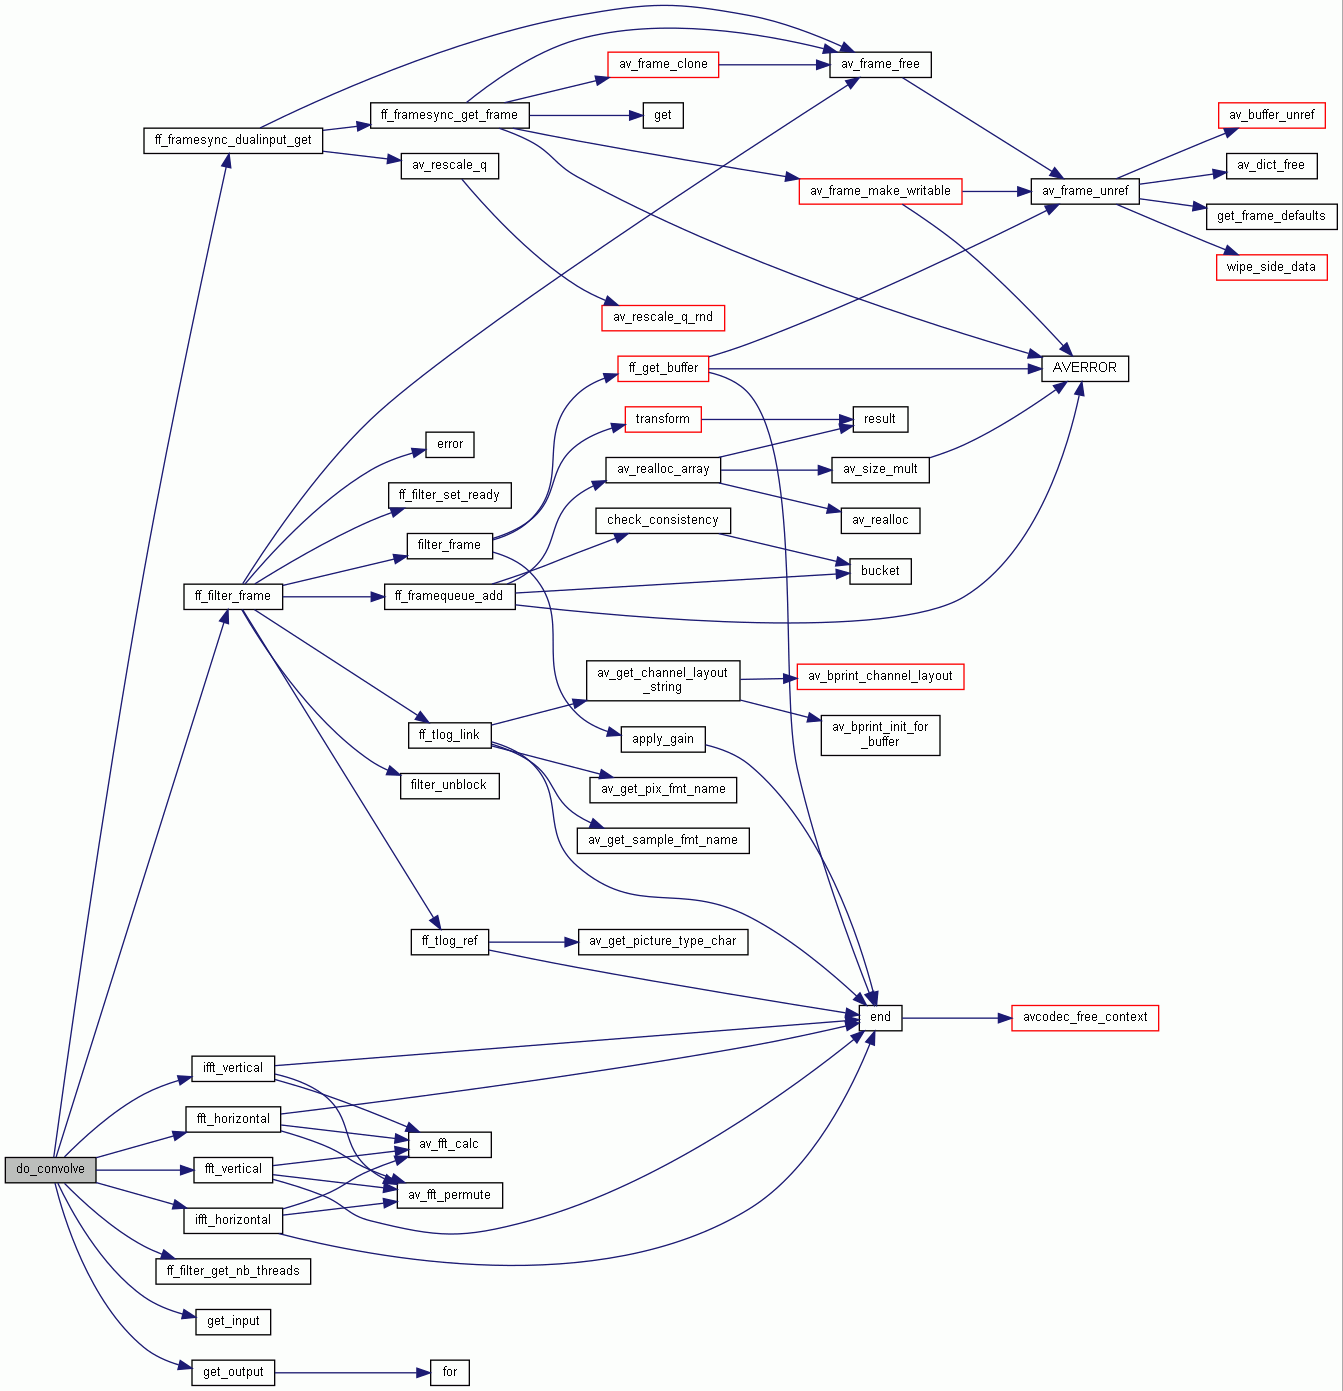 av_frame_clone
av_frame_free
ff_framesync_get_frame
get
av_buffer_unref
ff_framesync_dualinput_get
av_rescale_q
av_dict_free
av_frame_make_writable
av_frame_unref
get_frame_defaults
wipe_side_data
av_rescale_q_rnd
ff_get_buffer
AVERROR
transform
result
error
av_realloc_array
av_size_mult
ff_filter_set_ready
check_consistency
av_realloc
filter_frame
bucket
ff_filter_frame
ff_framequeue_add
av_get_channel_layout
_string
av_bprint_channel_layout
ff_tlog_link
apply_gain
av_bprint_init_for
_buffer
filter_unblock
av_get_pix_fmt_name
av_get_sample_fmt_name
ff_tlog_ref
av_get_picture_type_char
end
avcodec_free_context
ifft_vertical
fft_horizontal
av_fft_calc
do_convolve
fft_vertical
av_fft_permute
ifft_horizontal
ff_filter_get_nb_threads
get_input
get_output
for